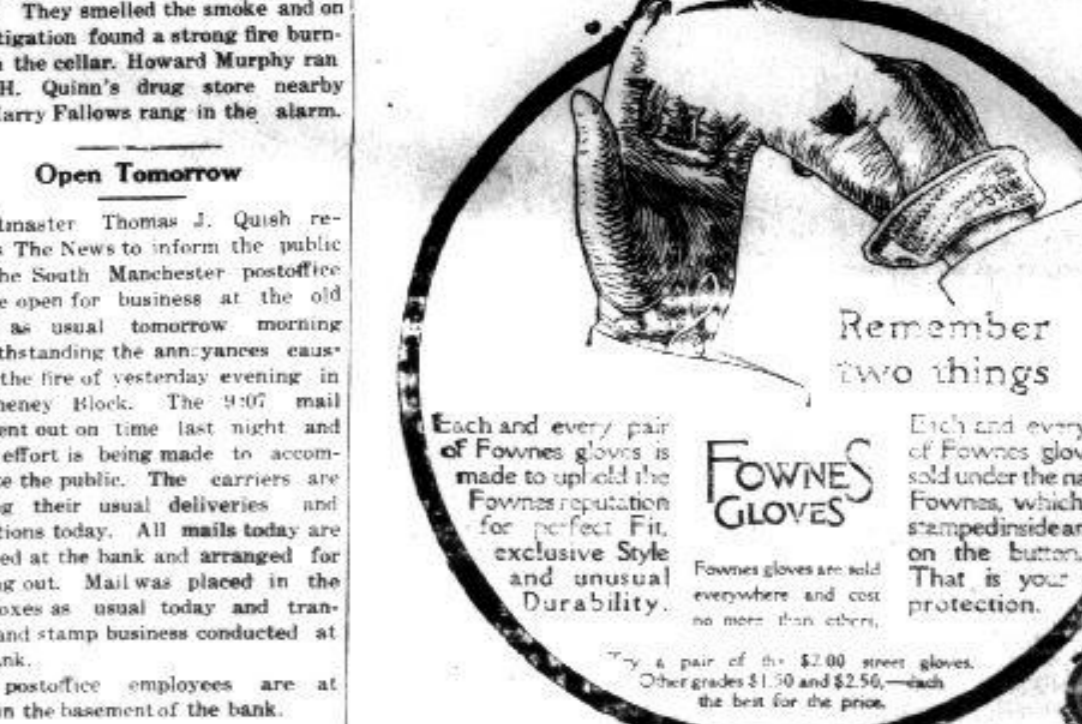 They smelled the smoke and on
tigation found a strong fire burn-
the cellar. Howard Murphy ran
H. Quinn's drug store nearby
arry Fallows rang in the alarm.
Open Tomorrow
tmaster Thomas J. Quish re-
s The News to inform the public
he South Manchester postoffice
e open for business at the old
as usual tomorrow morning
thstanding the annoyances caus-
the fire of yesterday evening in
heney Block. The 9:07 mail
ent out on time last night and
effort is being made to accom-
te the public. The carriers are
g their usual deliveries and
tions today. All mails today are
ed at the bank and arranged for
ng out. Mail was placed in the
oxes as usual today and tran-
and stamp business conducted at
nk.
postoffice employees are at
in the basement of the bank.
Remember
two things
Each and every pair
of Fownes gloves is
made to uphold the
Fownes reputation
for perfect Fit,
exclusive Style
and unusual
Durability.
FOWNES
GLOVES
Fownes gloves are sold
everywhere and cost
no more than others.
Each and every
of Fownes glov
sold under the na
Fownes, which
stamped inside an
on the button.
That is your
protection.
Try a pair of the $2.00 street gloves.
Other grades $1.50 and $2.50,—each
the best for the price.